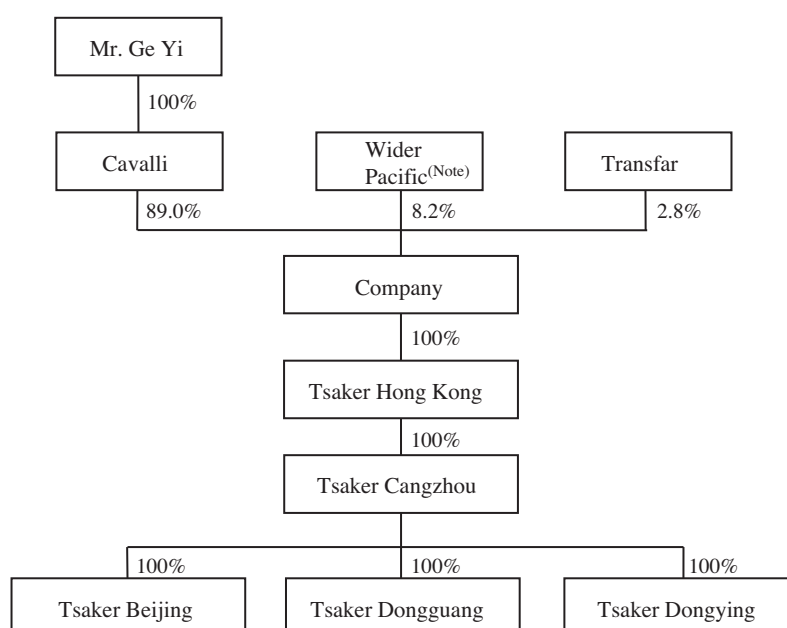 Mr. Ge Yi
100%
Cavalli
Wider
Pacific(Note)
Transfar
89.0%
8.2%
2.8%
Company
100%
Tsaker Hong Kong
100%
Tsaker Cangzhou
100%
100%
100%
Tsaker Beijing
Tsaker Dongguang
Tsaker Dongying